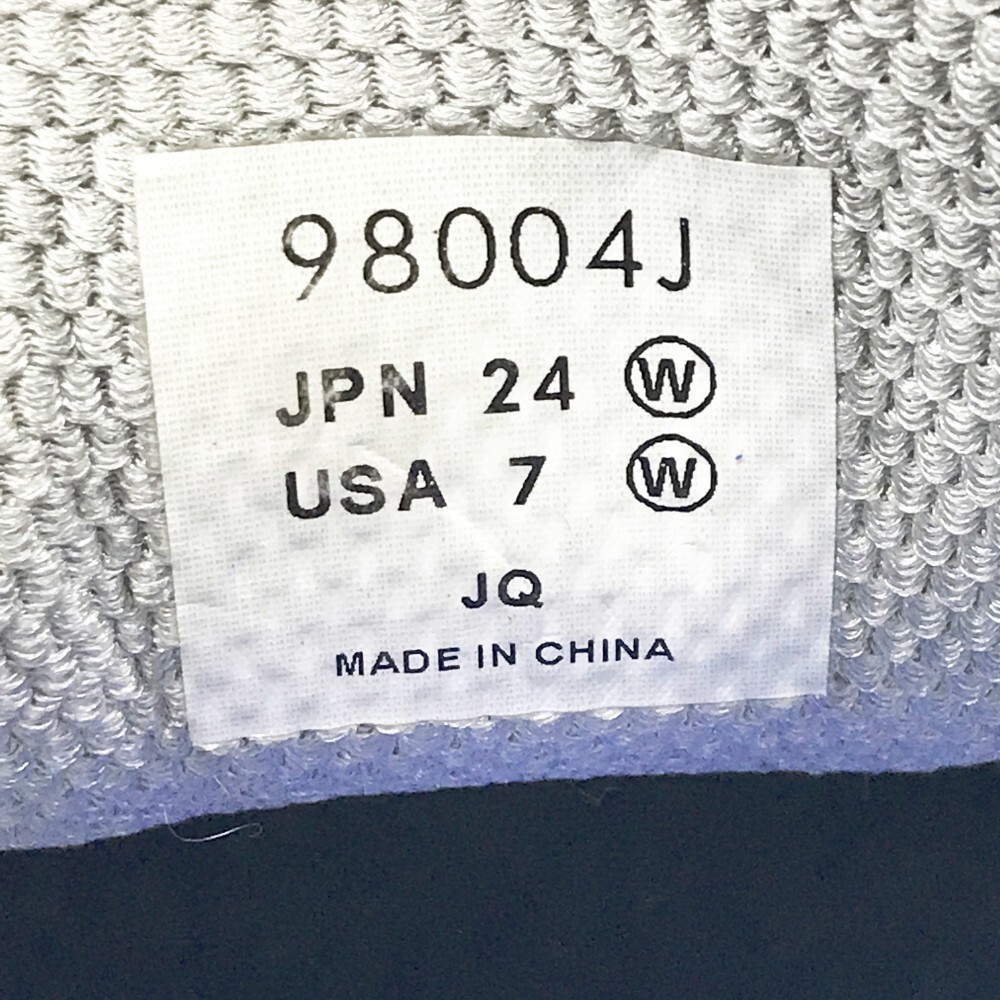 98004J
JPN 24 Ⓦ
USA 7 Ⓦ
JQ
MADE IN CHINA